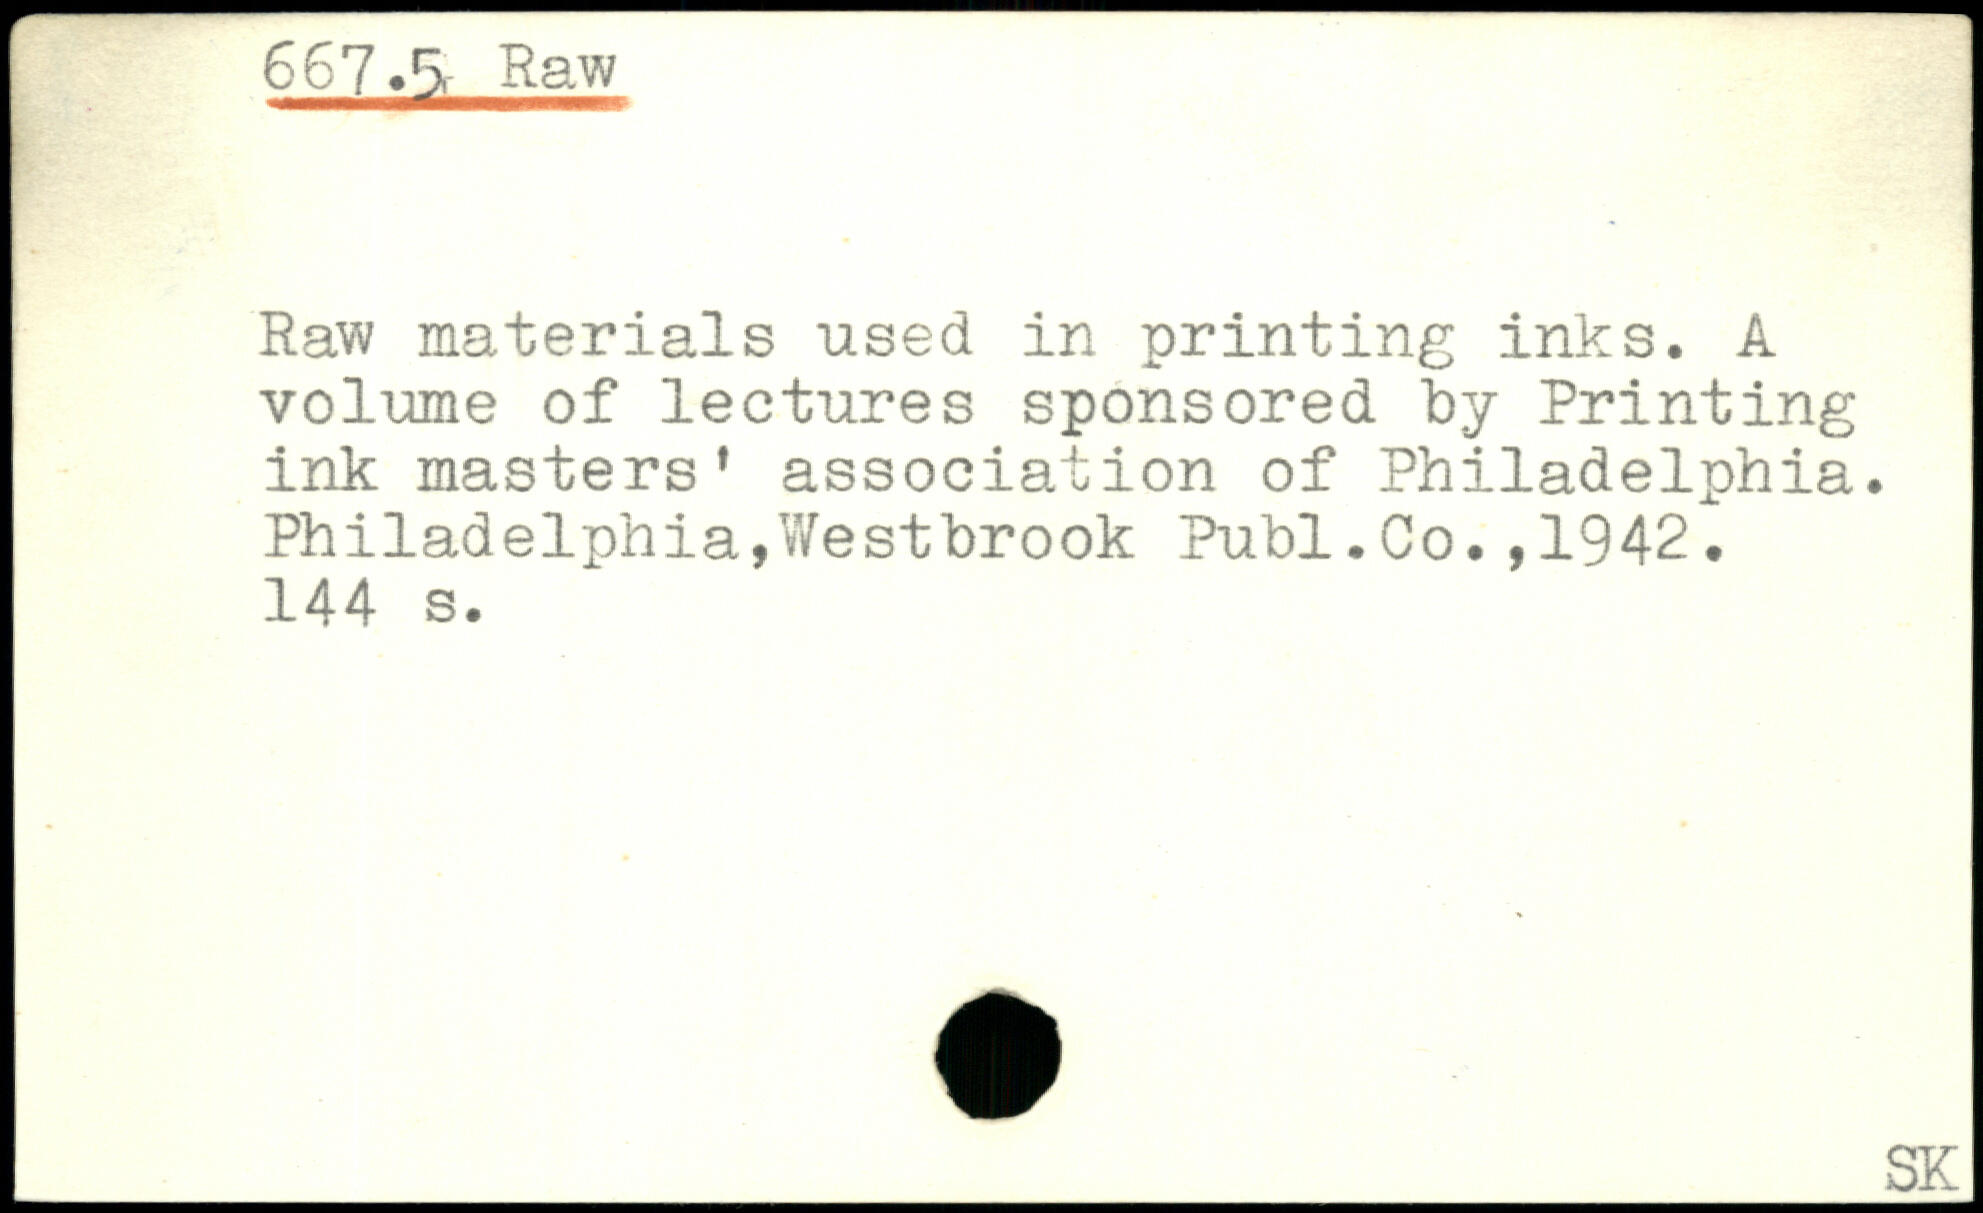 667.5 Raw
Raw materials used in printing inks. A
volume of lectures sponsored by Printing
ink masters' association of Philadelphia.
Philadelphia,Westbrook Publ.Co.,1942.
144 s.
SK